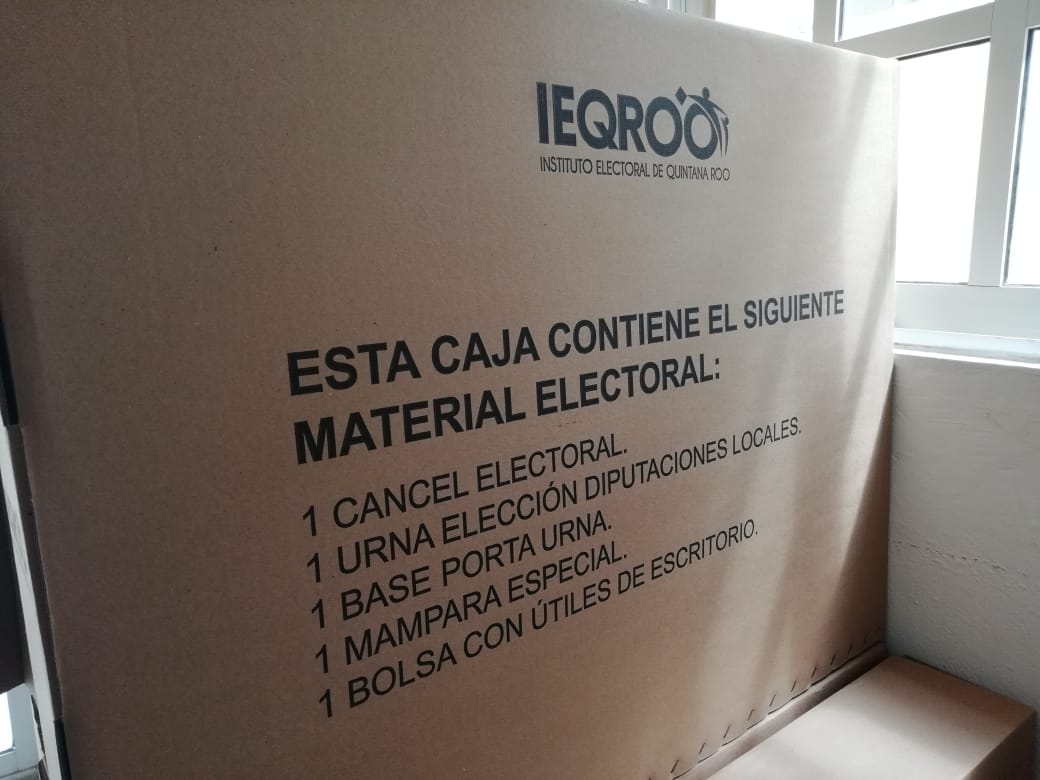 IEQROO
INSTITUTO ELECTORAL DE QUINTANA ROO
ESTA CAJA CONTIENE EL SIGUIENTE
MATERIAL ELECTORAL:
1 CANCEL ELECTORAL.
1 URNA ELECCIÓN DIPUTACIONES LOCALES.
1 BASE PORTA URNA.
1 MAMPARA ESPECIAL.
1 BOLSA CON ÚTILES DE ESCRITORIO.